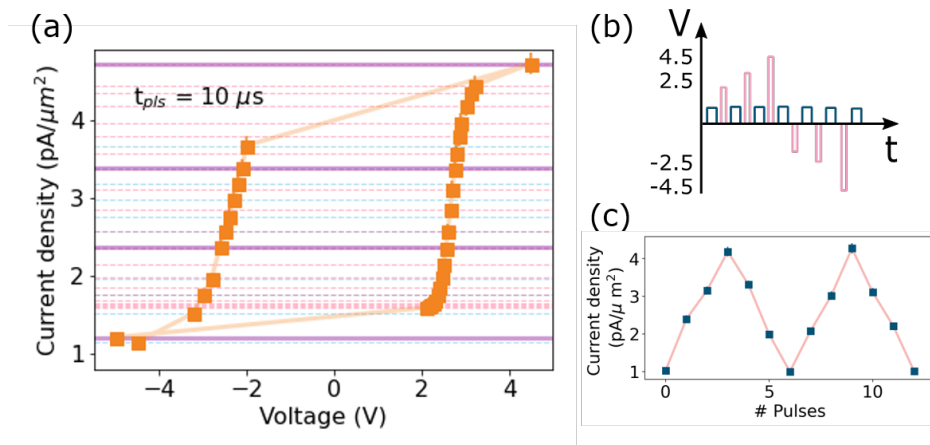 (a)
Current density (pA/μm²)
4
3
2
1
t_pls = 10 μs
−4
−2
0
2
4
Voltage (V)
(b)
V
4.5
2.5
-2.5
-4.5
t
(c)
Current density
(pA/μ m²)
4
3
2
1
0
5
10
# Pulses